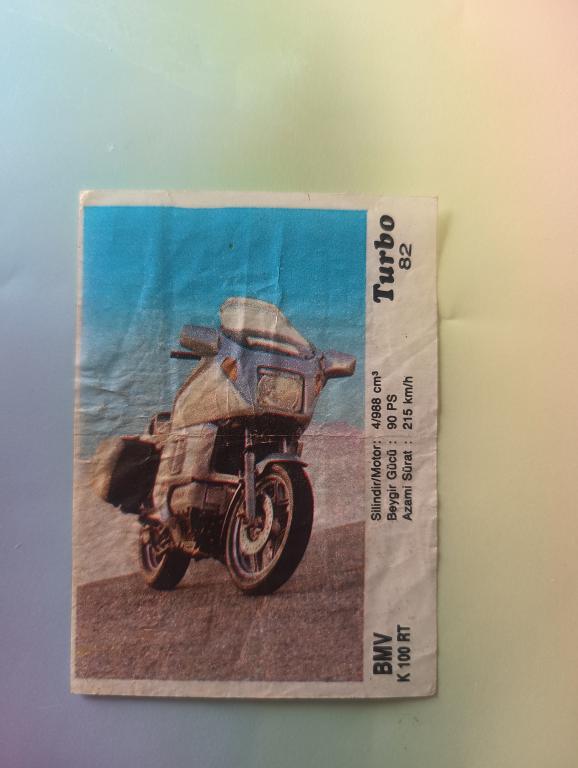 BMV
K 100 RT
Silindir/Motor: 4/988 cm³
Beygir Gücü : 90 PS
Azami Sürat : 215 km/h
Turbo
82